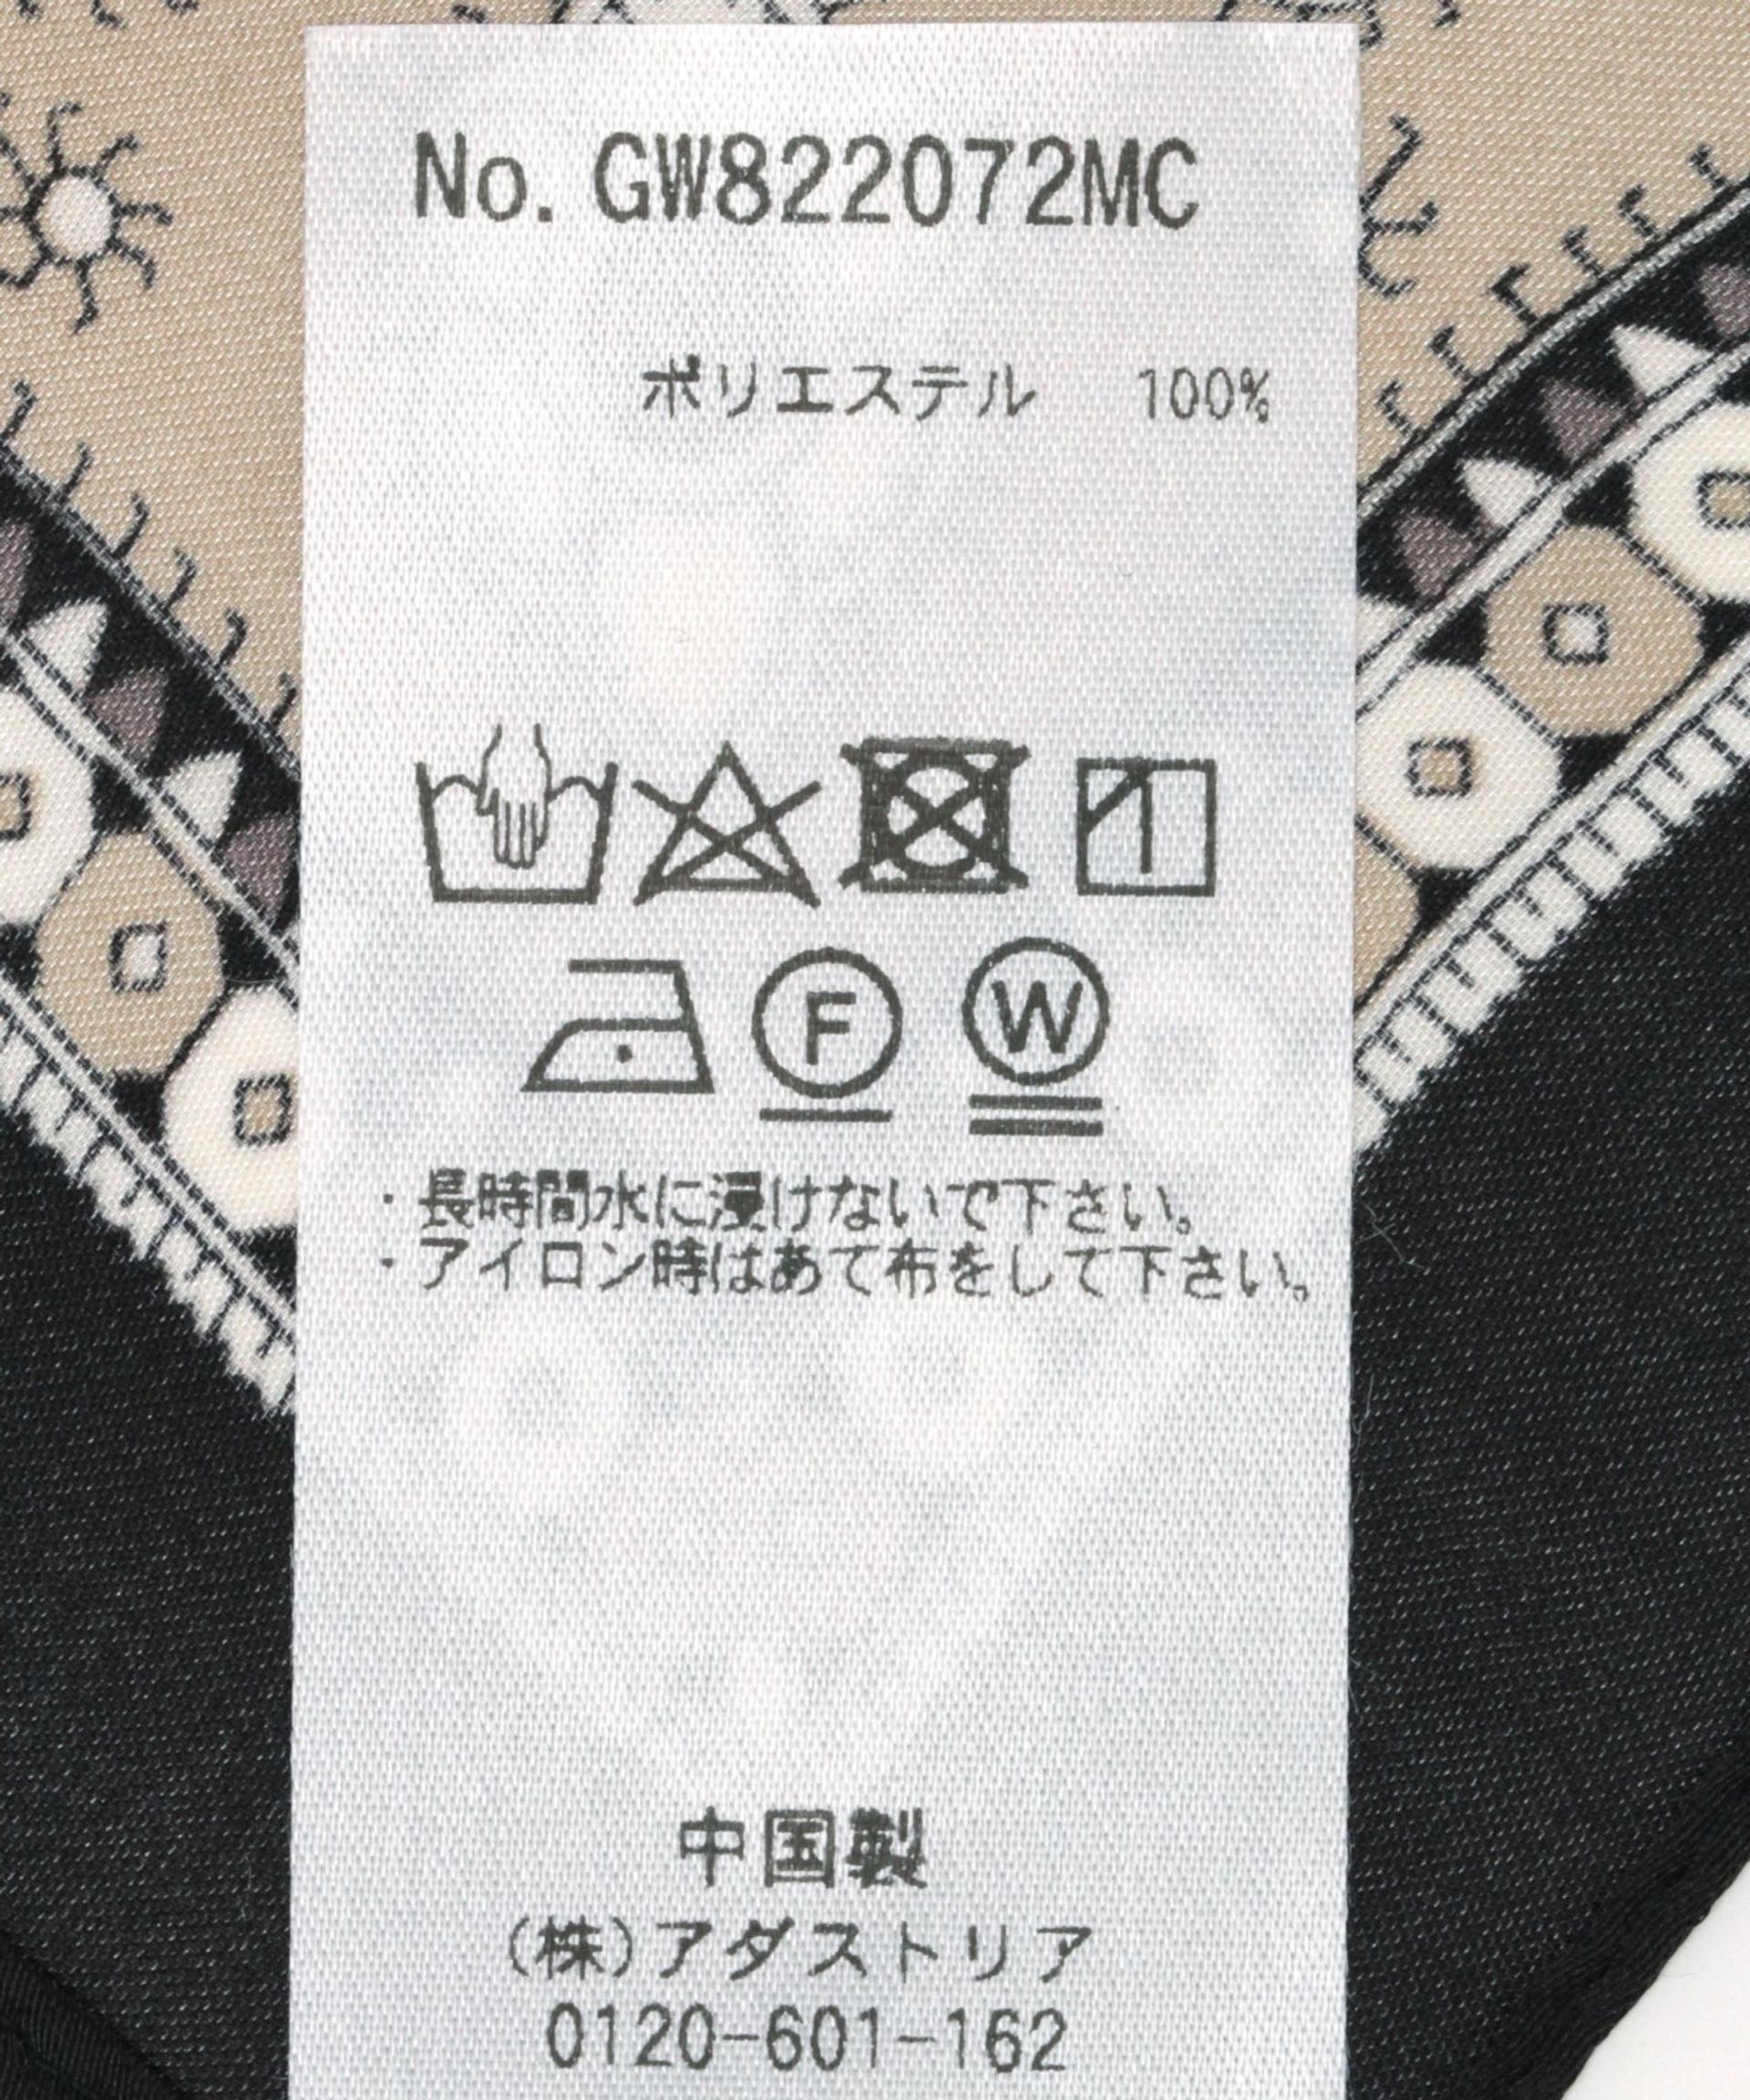 No. GW822072MC
ポリエステル 100%
F W
・長時間水に浸けないで下さい。
・アイロン時はあて布をして下さい。
中国製
(株)アダストリア
0120-601-162